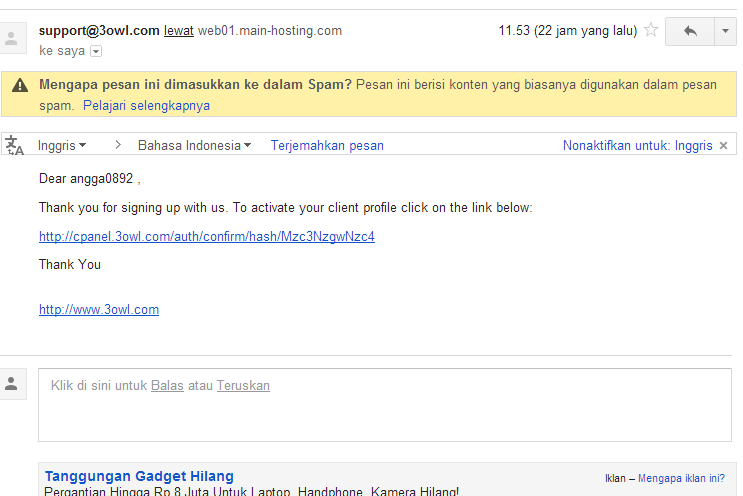 support@3owl.com lewat web01.main-hosting.com 11.53 (22 jam yang lalu)
ke saya
Mengapa pesan ini dimasukkan ke dalam Spam? Pesan ini berisi konten yang biasanya digunakan dalam pesan
spam. Pelajari selengkapnya
Inggris > Bahasa Indonesia Terjemahkan pesan Nonaktifkan untuk: Inggris ×
Dear angga0892 ,
Thank you for signing up with us. To activate your client profile click on the link below:
http://cpanel.3owl.com/auth/confirm/hash/Mzc3NzgwNzc4
Thank You
http://www.3owl.com
Klik di sini untuk Balas atau Teruskan
Tanggungan Gadget Hilang Iklan – Mengapa iklan ini?
Pergantian Hingga Rp 8 Juta Untuk Laptop, Handphone, Kamera Hilang!